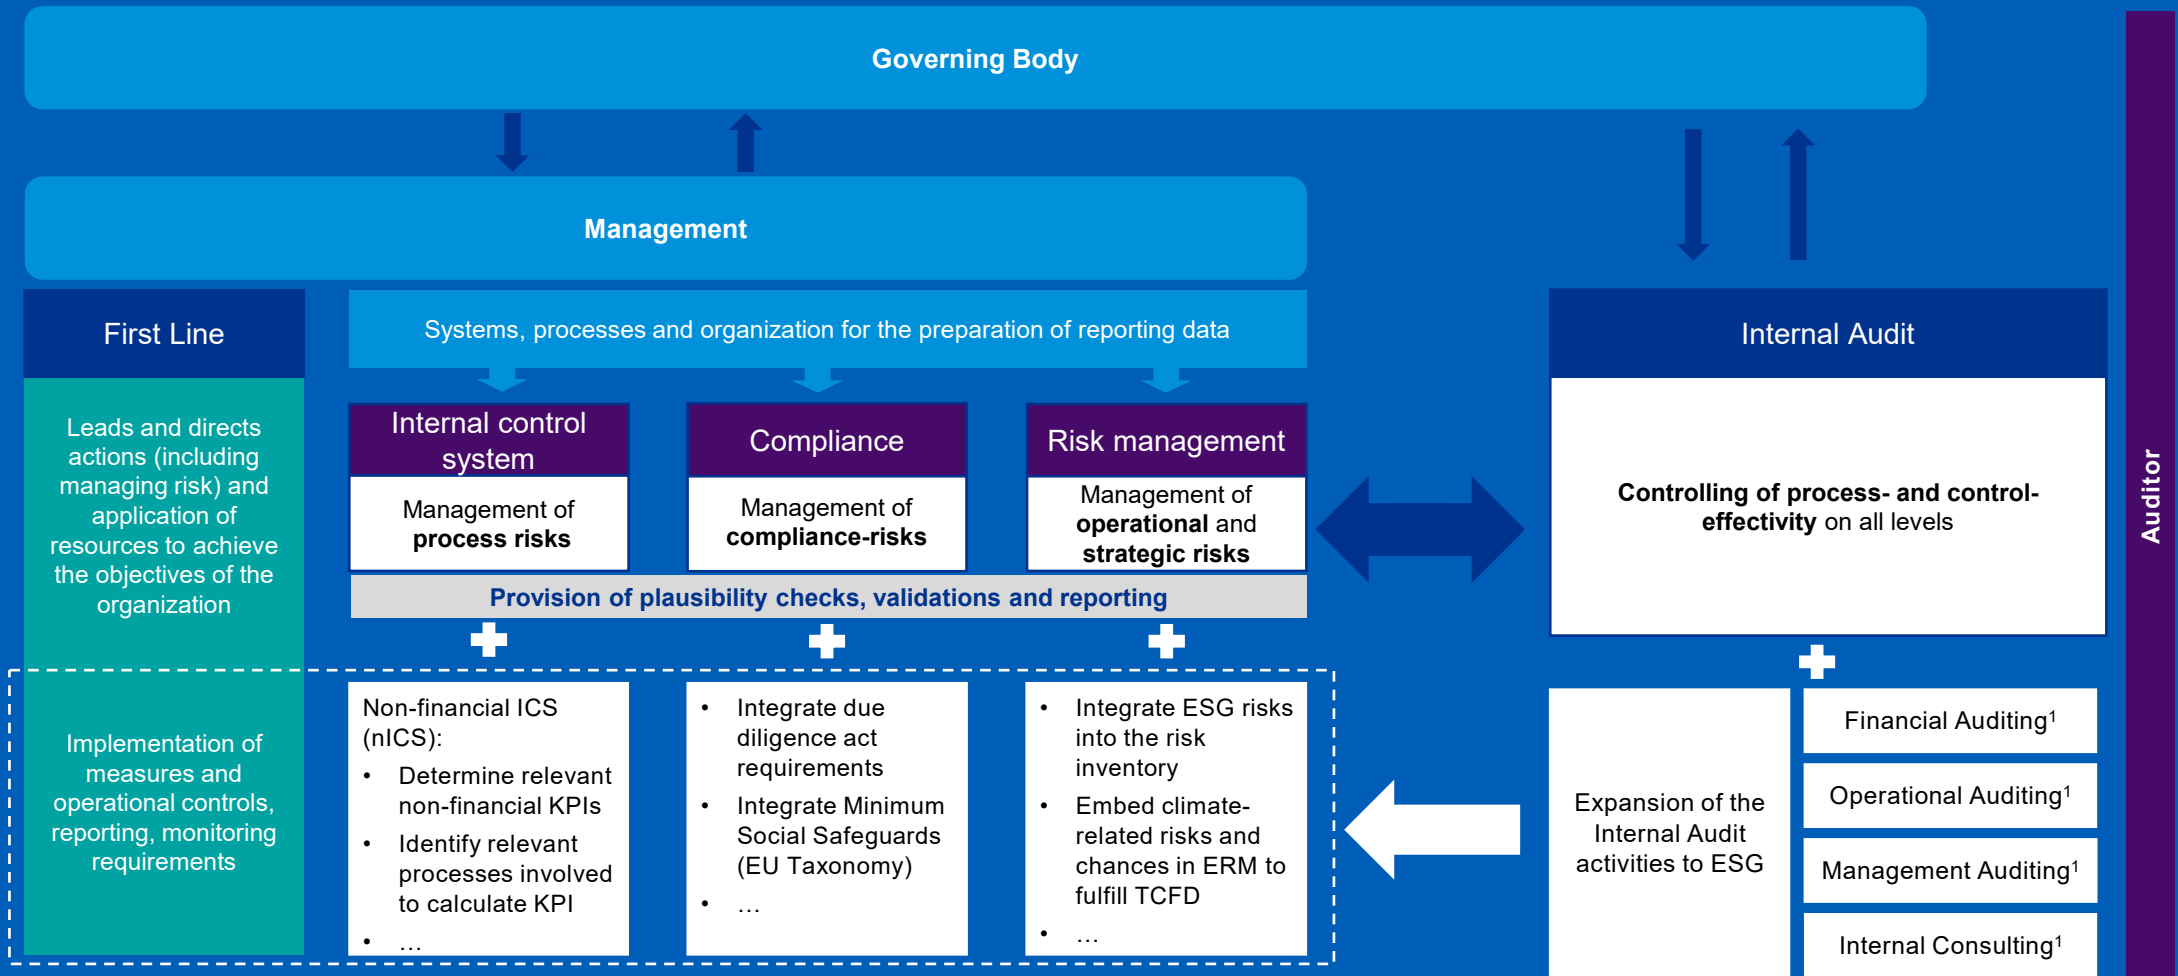 Governing Body
Management
First Line
Leads and directs
actions (including
managing risk) and
application of
resources to achieve
the objectives of the
organization
Implementation of
measures and
operational controls,
reporting, monitoring
requirements
Systems, processes and organization for the preparation of reporting data
Internal control
system
Management of
process risks
Compliance
Management of
compliance-risks
Risk management
Management of
operational and
strategic risks
Provision of plausibility checks, validations and reporting
Non-financial ICS
(nICS):
• Determine relevant
non-financial KPIs
• Identify relevant
processes involved
to calculate KPI
• …
• Integrate due
diligence act
requirements
• Integrate Minimum
Social Safeguards
(EU Taxonomy)
• …
• Integrate ESG risks
into the risk
inventory
• Embed climate-
related risks and
chances in ERM to
fulfill TCFD
• …
Internal Audit
Controlling of process- and control-
effectivity on all levels
Expansion of the
Internal Audit
activities to ESG
Financial Auditing¹
Operational Auditing¹
Management Auditing¹
Internal Consulting¹
Auditor